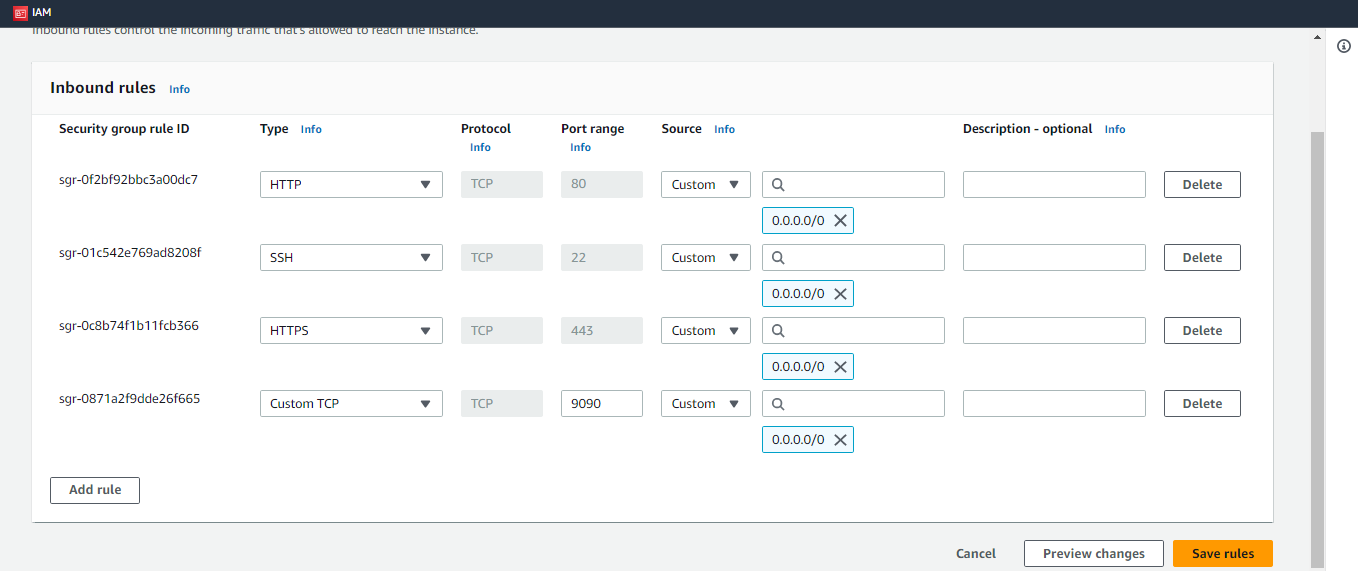 IAM
Inbound rules control the incoming traffic that's allowed to reach the instance.
Inbound rules Info
Security group rule ID Type Info Protocol Info Port range Info Source Info Description - optional Info
sgr-0f2bf92bbc3a00dc7 HTTP TCP 80 Custom Delete
0.0.0.0/0
sgr-01c542e769ad8208f SSH TCP 22 Custom Delete
0.0.0.0/0
sgr-0c8b74f1b11fcb366 HTTPS TCP 443 Custom Delete
0.0.0.0/0
sgr-0871a2f9dde26f665 Custom TCP TCP 9090 Custom Delete
0.0.0.0/0
Add rule
Cancel Preview changes Save rules